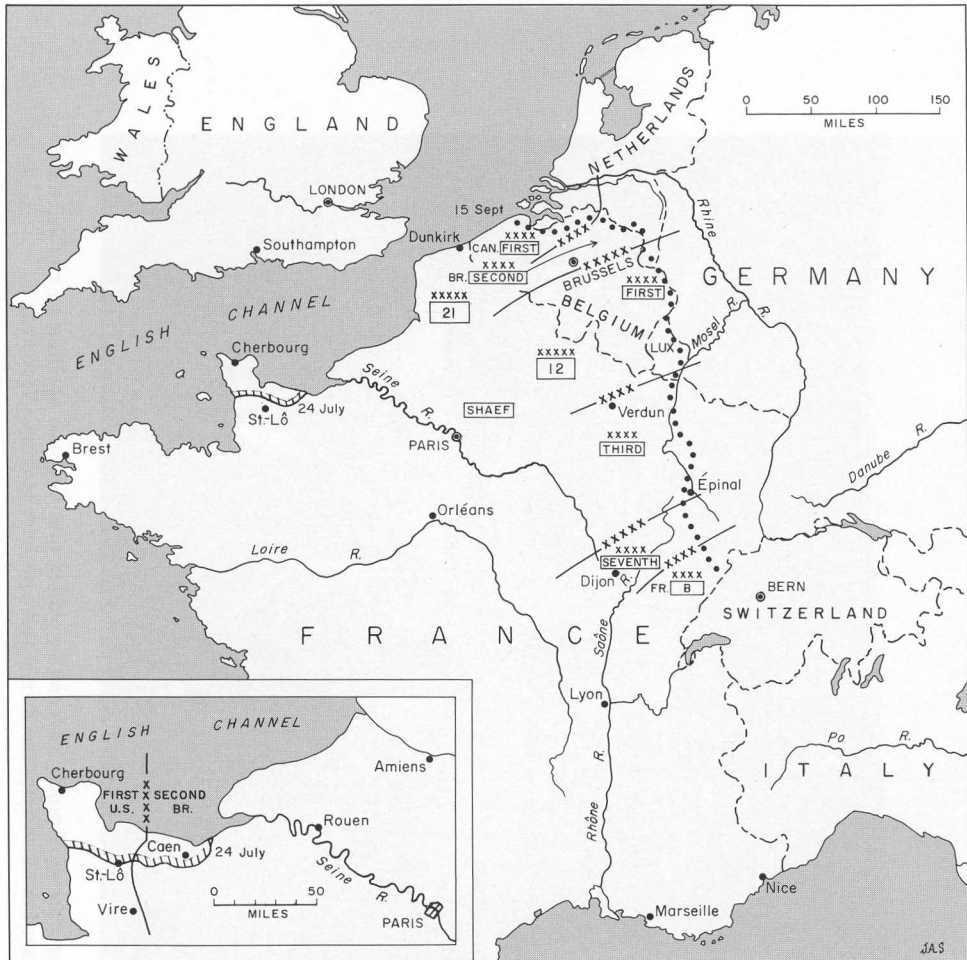 WALES
ENGLAND
NETHERLANDS
0 50 100 150
MILES
LONDON
Southampton
15 Sept
Dunkirk
XXXX
CAN. FIRST
XXXX
XXXX
BR. SECOND
XXXXX
BRUSSELS
XXXXX
21
XXXX
FIRST
BELGIUM
Rhine
R.
GERMANY
ENGLISH CHANNEL
Cherbourg
24 July
St.-Lô
Seine
R.
LUX
Mosel R.
XXXXX
12
XXXX
Verdun
SHAEF
PARIS
XXXX
THIRD
Brest
Épinal
Danube R.
Orléans
Loire R.
XXXXX
XXXX
SEVENTH
Dijon
XXXX
XXXX
FR. B
BERN
SWITZERLAND
FRANCE
Saône
R.
Lyon
Rhône
R.
Po R.
ITALY
Nice
Marseille
J.A.S
ENGLISH CHANNEL
Cherbourg
FIRST
U.S.
XXXX
SECOND
BR.
Amiens
Rouen
Caen
24 July
St.-Lô
Seine
R.
Vire
0 50
MILES
PARIS